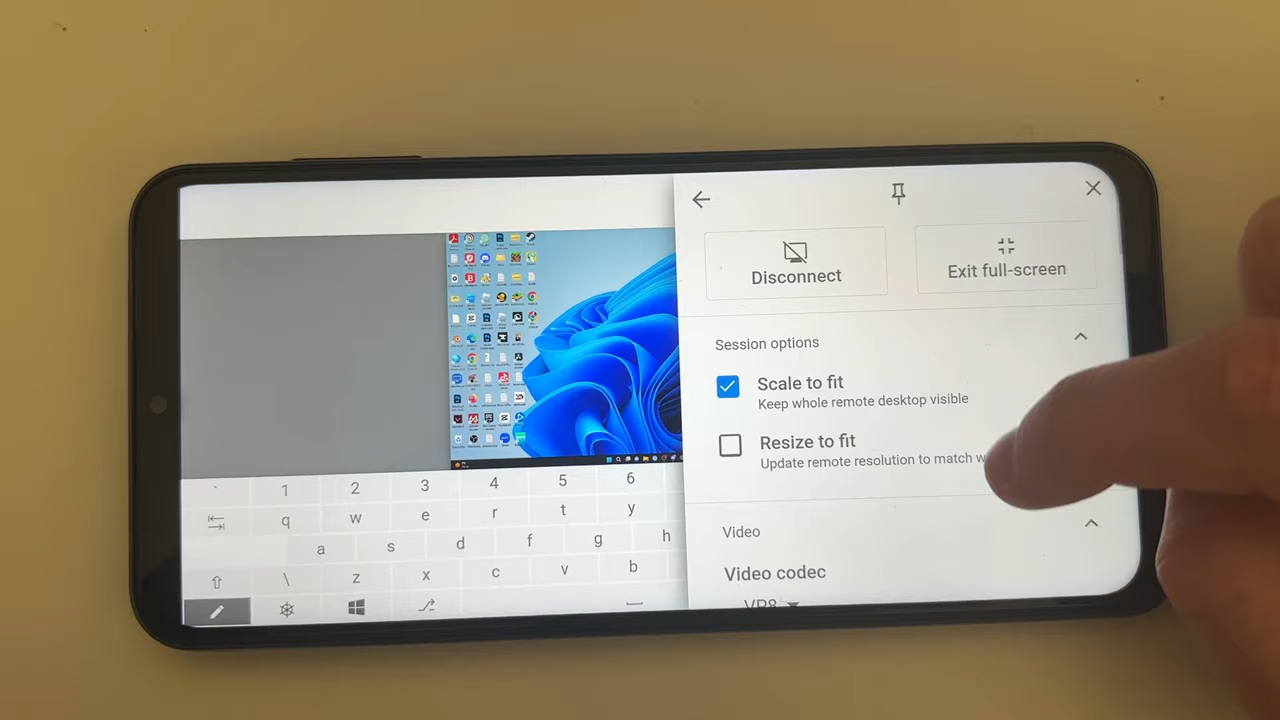 Disconnect
Exit full-screen
Session options
Scale to fit
Keep whole remote desktop visible
Resize to fit
Update remote resolution to match
Video
Video codec
VP8
` 1 2 3 4 5 6
q w e r t y
a s d f g h
\ z x c v b